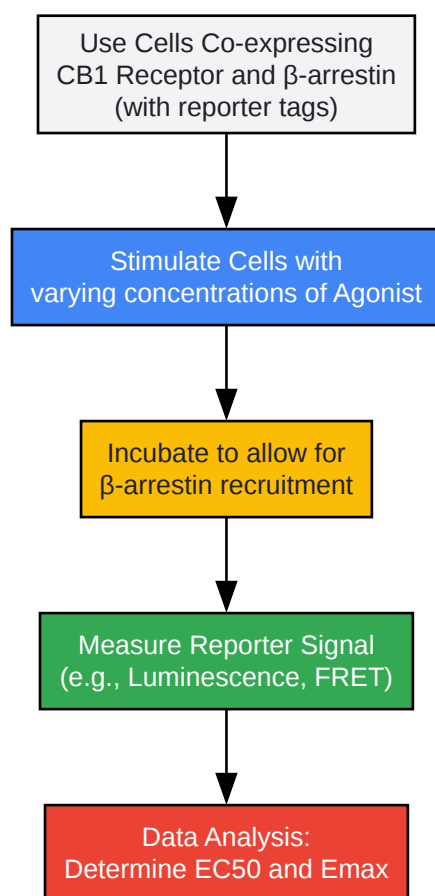 Use Cells Co-expressing
CB1 Receptor and β-arrestin
(with reporter tags)
Stimulate Cells with
varying concentrations of Agonist
Incubate to allow for
β-arrestin recruitment
Measure Reporter Signal
(e.g., Luminescence, FRET)
Data Analysis:
Determine EC50 and Emax